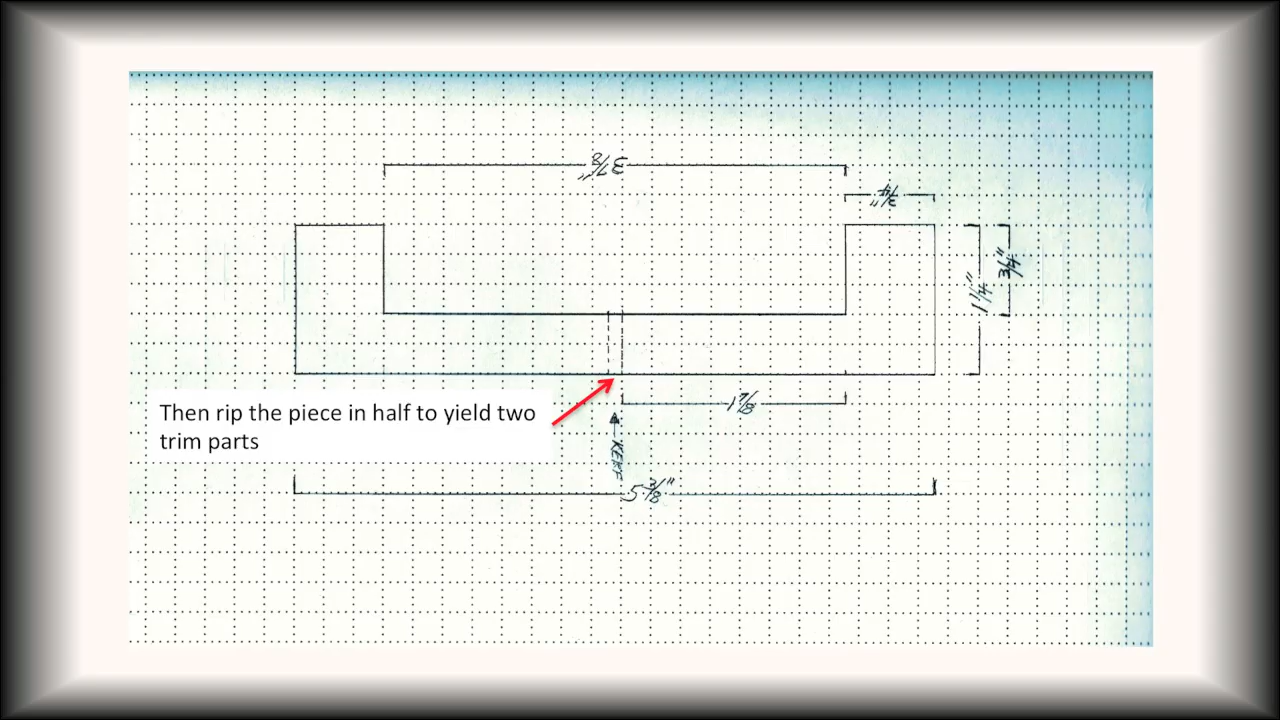 3 7/8"
3/4"
3/4"
1 1/4"
Then rip the piece in half to yield two
trim parts
1 7/8
KERF
5 3/8"